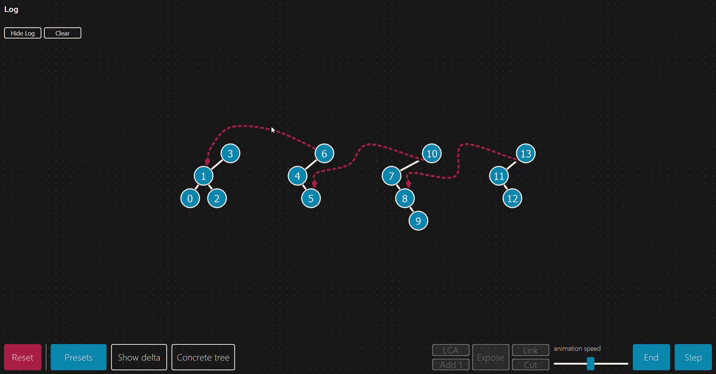 Log
Hide Log Clear
3 6 10 13
1 4 7 11
0 2 5 8 12
9
Reset Presets Show delta Concrete tree LCA Add 1 Expose Link Cut animation speed End Step